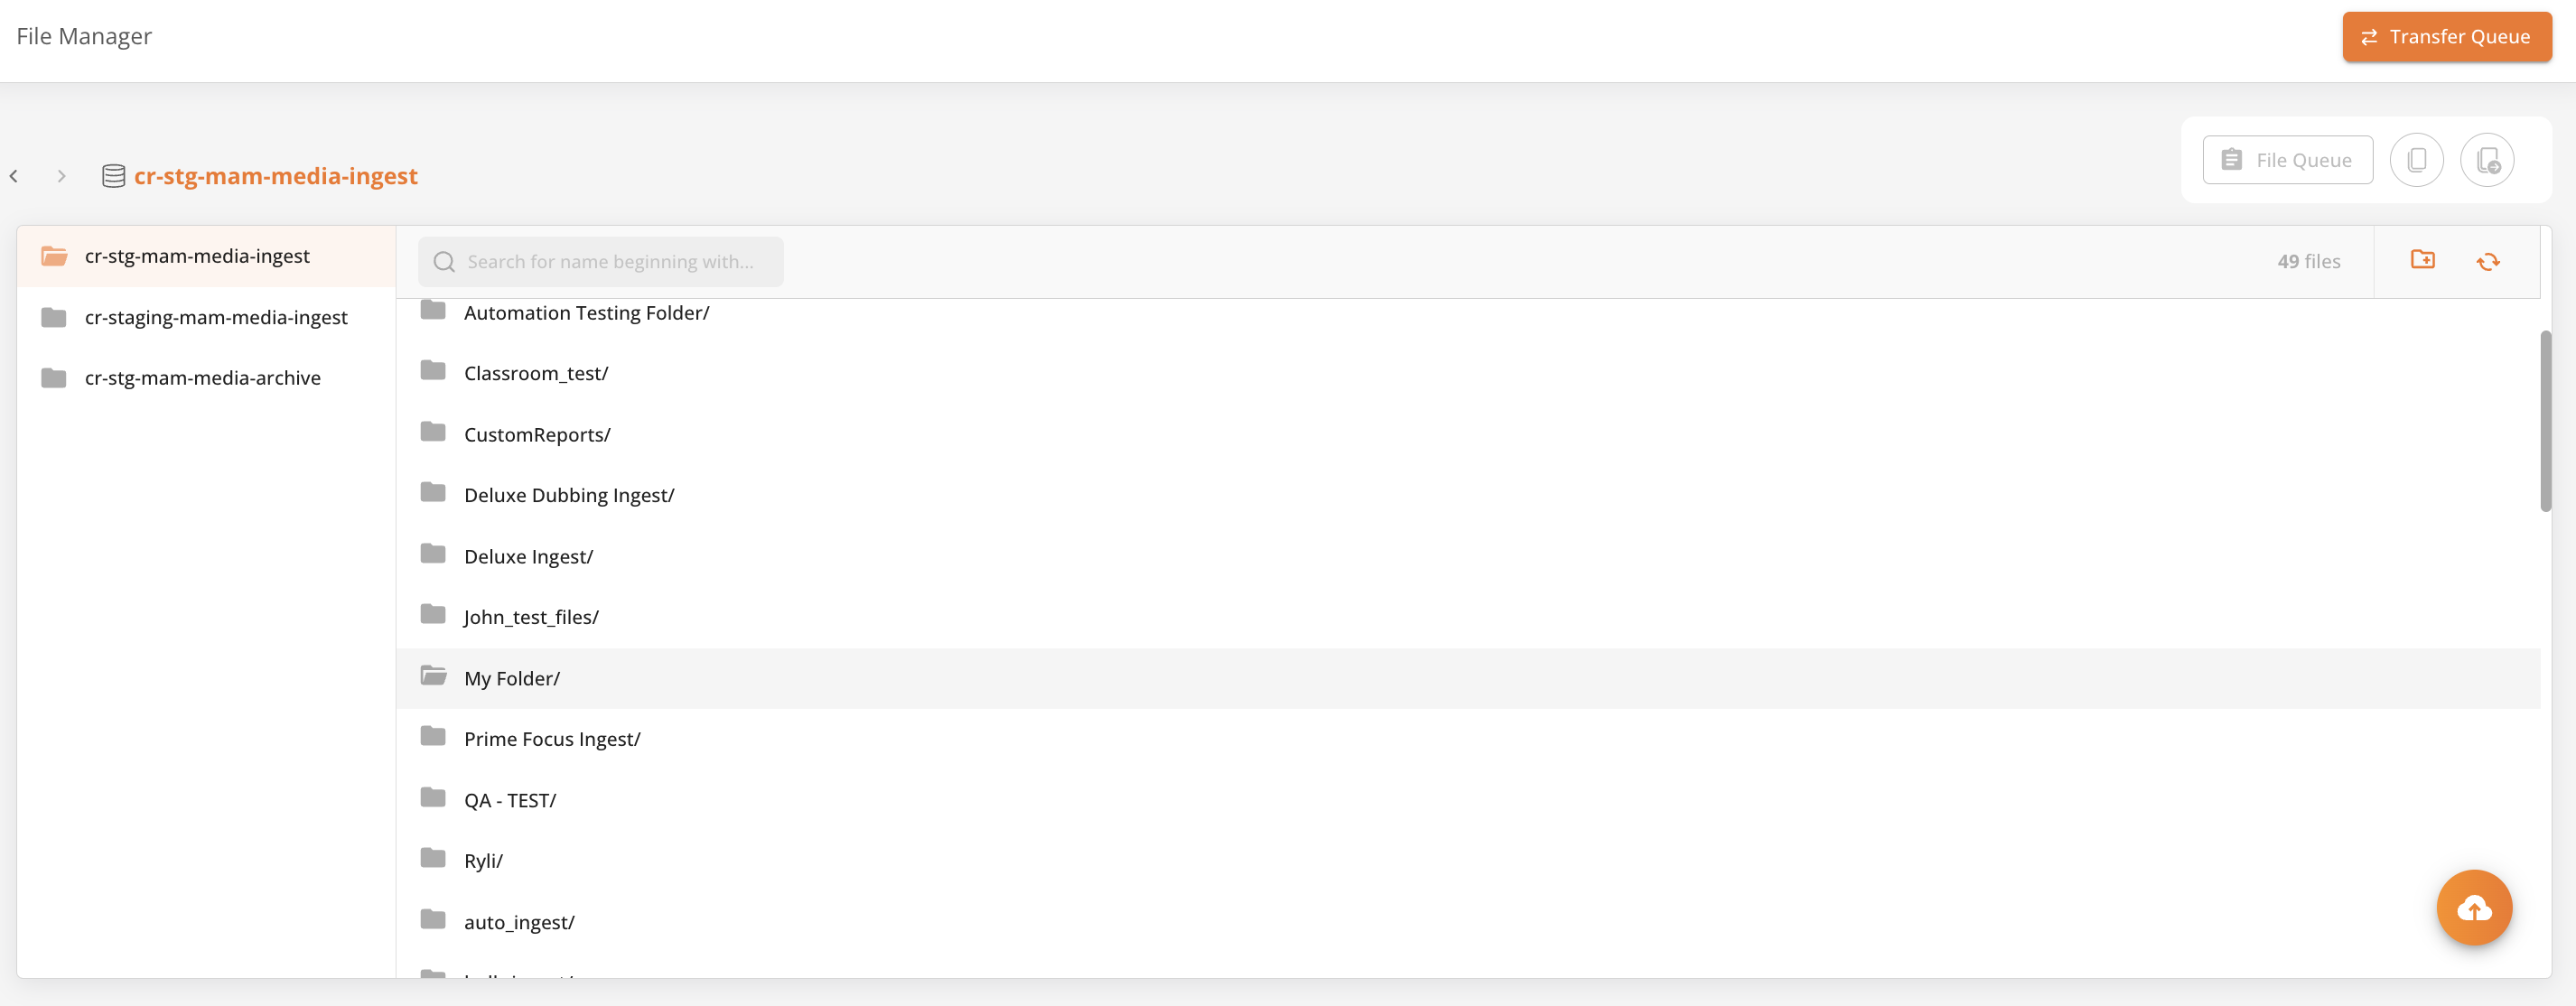 File Manager
Transfer Queue
cr-stg-mam-media-ingest
File Queue
cr-stg-mam-media-ingest
cr-staging-mam-media-ingest
cr-stg-mam-media-archive
Search for name beginning with...
49 files
Automation Testing Folder/
Classroom_test/
CustomReports/
Deluxe Dubbing Ingest/
Deluxe Ingest/
John_test_files/
My Folder/
Prime Focus Ingest/
QA - TEST/
Ryli/
auto_ingest/